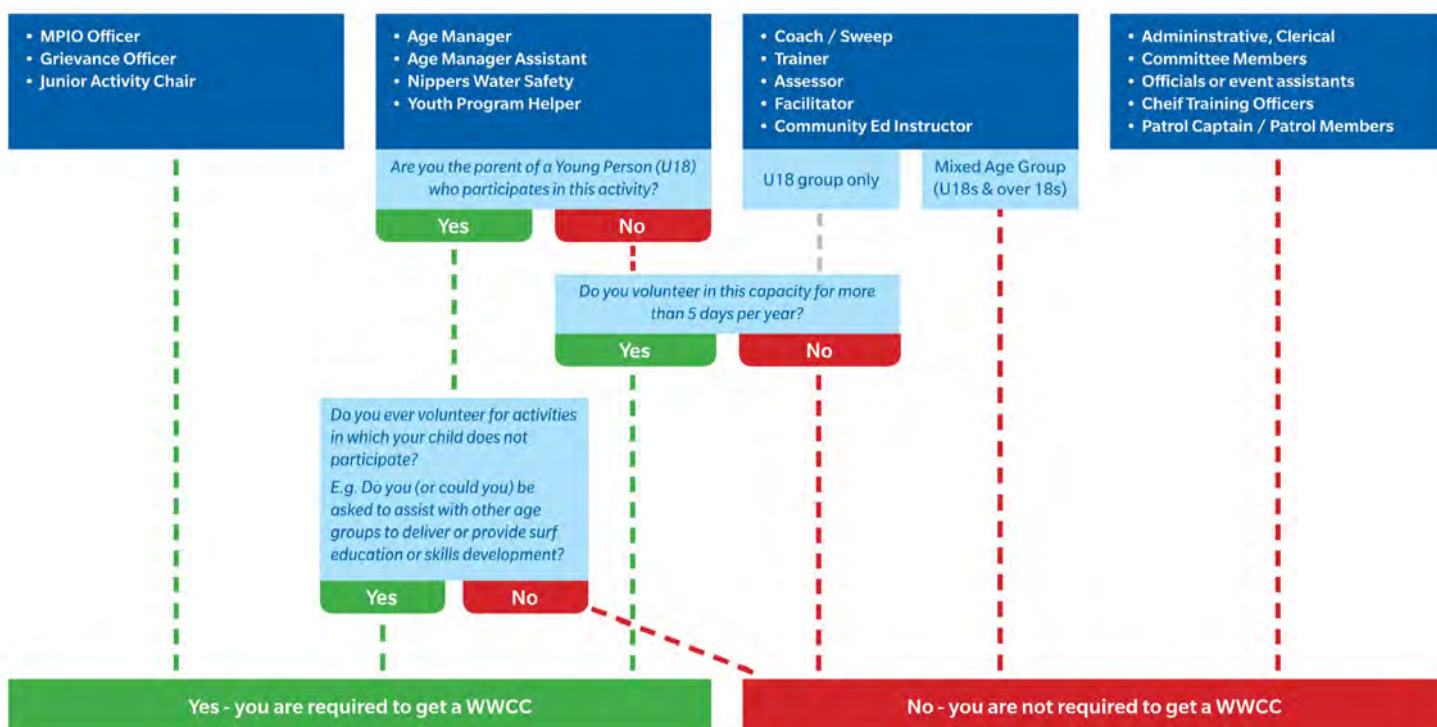 • MPIO Officer
• Grievance Officer
• Junior Activity Chair
• Age Manager
• Age Manager Assistant
• Nippers Water Safety
• Youth Program Helper
• Coach / Sweep
• Trainer
• Assessor
• Facilitator
• Community Ed Instructor
• Admininstrative, Clerical
• Committee Members
• Officials or event assistants
• Cheif Training Officers
• Patrol Captain / Patrol Members
Are you the parent of a Young Person (U18)
who participates in this activity?
Yes
No
U18 group only
Mixed Age Group
(U18s & over 18s)
Do you volunteer in this capacity for more
than 5 days per year?
Yes
No
Do you ever volunteer for activities
in which your child does not
participate?
E.g. Do you (or could you) be
asked to assist with other age
groups to deliver or provide surf
education or skills development?
Yes
No
Yes - you are required to get a WWCC
No - you are not required to get a WWCC